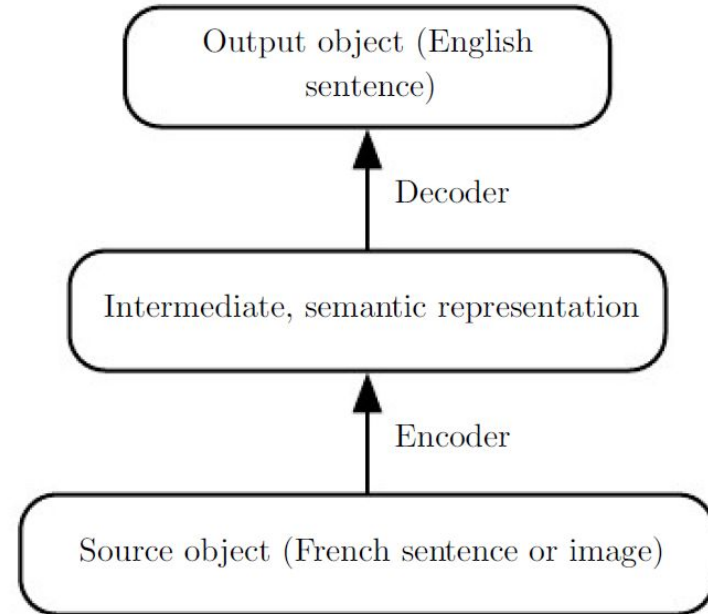 Output object (English
sentence)
Decoder
Intermediate, semantic representation
Encoder
Source object (French sentence or image)